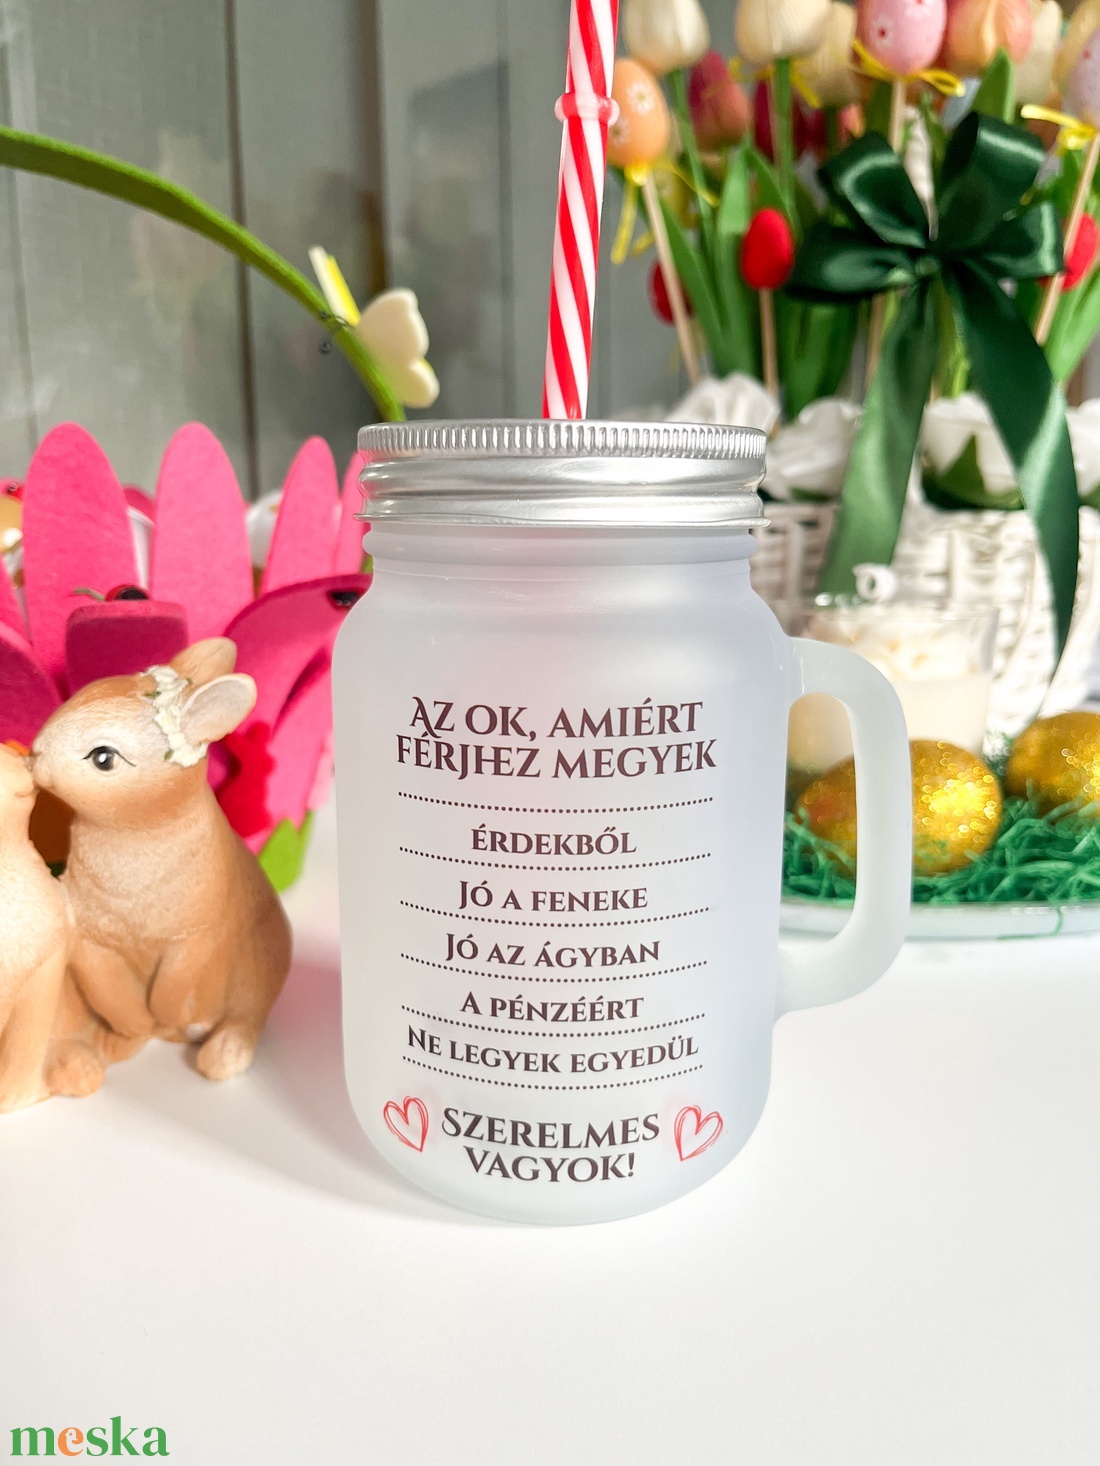 Az ok, amiért
férjhez megyek
Érdekből
Jó a feneke
Jó az ágyban
A pénzéért
Ne legyek egyedül
Szerelmes
vagyok!
meska